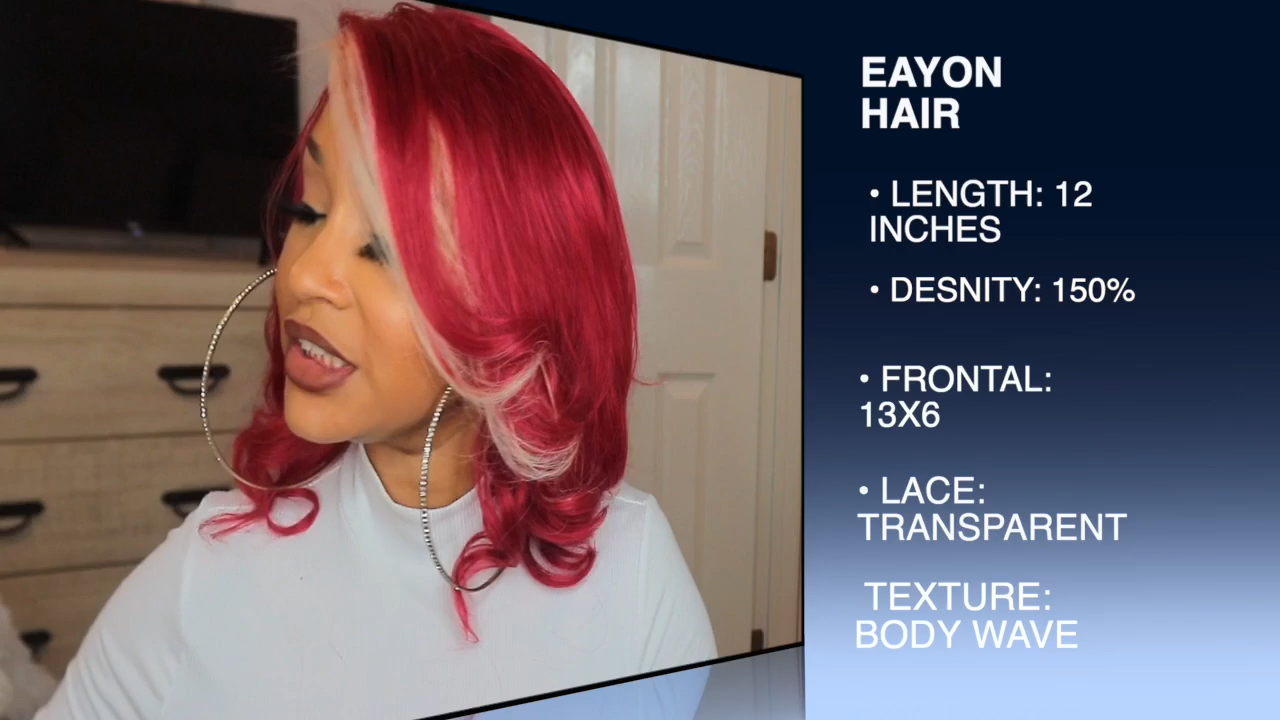 EAYON
HAIR
• LENGTH: 12
INCHES
• DESNITY: 150%
• FRONTAL:
13X6
• LACE:
TRANSPARENT
TEXTURE:
BODY WAVE